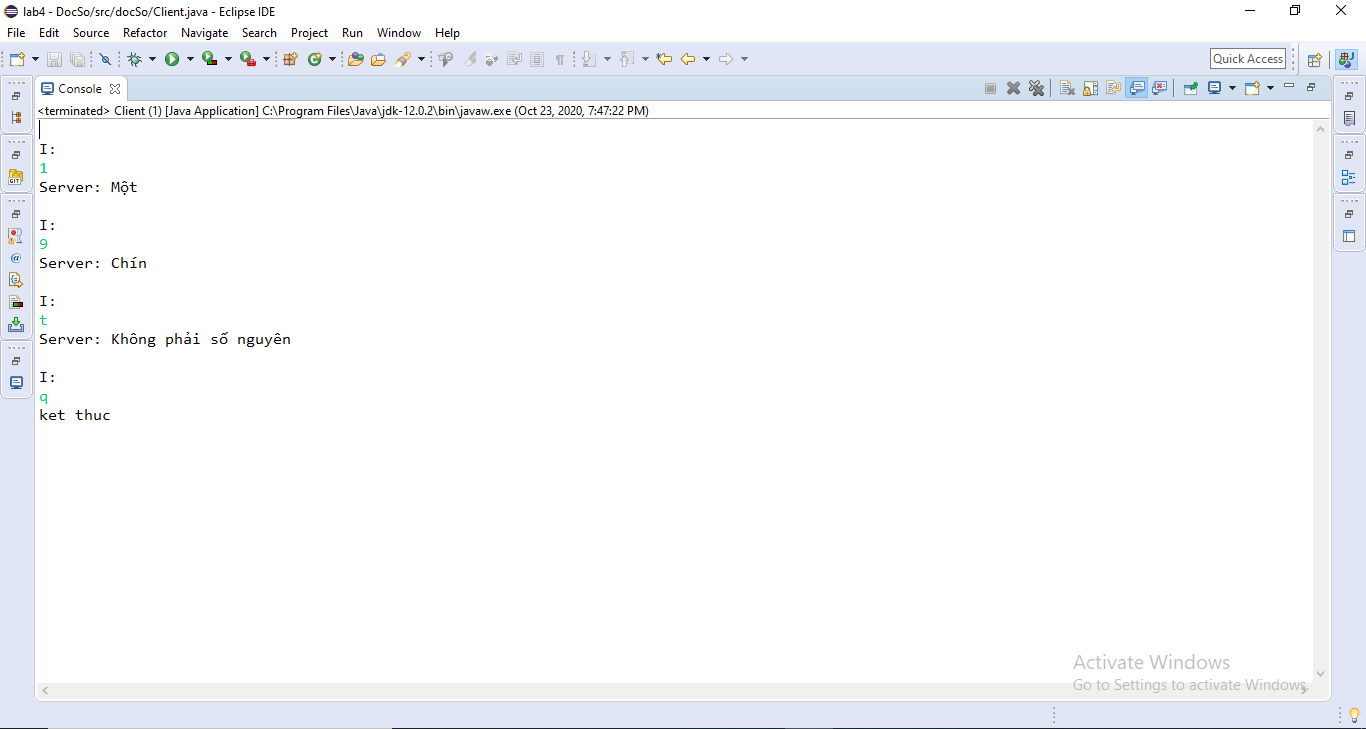 lab4 - DocSo/src/docSo/Client.java - Eclipse IDE
File Edit Source Refactor Navigate Search Project Run Window Help
Quick Access
Console
<terminated> Client (1) [Java Application] C:\Program Files\Java\jdk-12.0.2\bin\javaw.exe (Oct 23, 2020, 7:47:22 PM)
I:
1
Server: Một
I:
9
Server: Chín
I:
t
Server: Không phải số nguyên
I:
q
ket thuc
Activate Windows
Go to Settings to activate Windows.